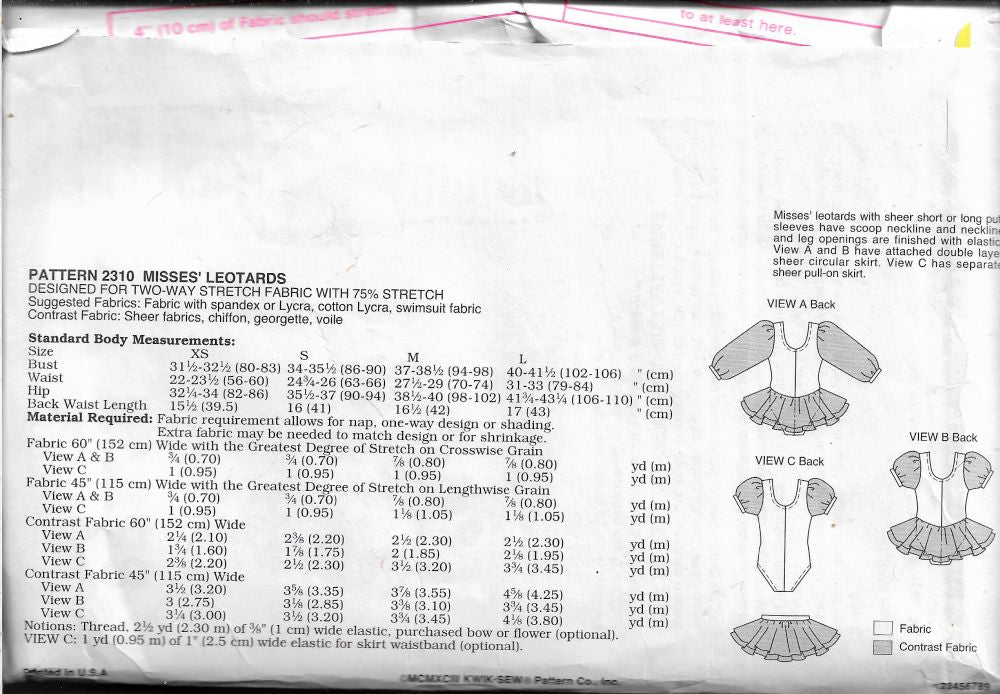 4" (10 cm) of Fabric should stretch
to at least here.
Misses' leotards with sheer short or long puf
sleeves have scoop neckline and necklin
and leg openings are finished with elastic
View A and B have attached double laye
sheer circular skirt. View C has separate
sheer pull-on skirt.
PATTERN 2310 MISSES' LEOTARDS
DESIGNED FOR TWO-WAY STRETCH FABRIC WITH 75% STRETCH
Suggested Fabrics: Fabric with spandex or Lycra, cotton Lycra, swimsuit fabric
Contrast Fabric: Sheer fabrics, chiffon, georgette, voile
Standard Body Measurements:
Size XS S M L
Bust 31½-32½ (80-83) 34-35½ (86-90) 37-38½ (94-98) 40-41½ (102-106) " (cm)
Waist 22-23½ (56-60) 24¾-26 (63-66) 27½-29 (70-74) 31-33 (79-84) " (cm)
Hip 32¼-34 (82-86) 35½-37 (90-94) 38½-40 (98-102) 41¾-43¼ (106-110) " (cm)
Back Waist Length 15½ (39.5) 16 (41) 16½ (42) 17 (43) " (cm)
Material Required: Fabric requirement allows for nap, one-way design or shading.
Extra fabric may be needed to match design or for shrinkage.
Fabric 60" (152 cm) Wide with the Greatest Degree of Stretch on Crosswise Grain
View A & B ¾ (0.70) ¾ (0.70) ⅞ (0.80) ⅞ (0.80) yd (m)
View C 1 (0.95) 1 (0.95) 1 (0.95) 1 (0.95) yd (m)
Fabric 45" (115 cm) Wide with the Greatest Degree of Stretch on Lengthwise Grain
View A & B ¾ (0.70) ¾ (0.70) ⅞ (0.80) ⅞ (0.80) yd (m)
View C 1 (0.95) 1 (0.95) 1⅛ (1.05) 1⅛ (1.05) yd (m)
Contrast Fabric 60" (152 cm) Wide
View A 2¼ (2.10) 2⅜ (2.20) 2½ (2.30) 2½ (2.30) yd (m)
View B 1¾ (1.60) 1⅞ (1.75) 2 (1.85) 2⅛ (1.95) yd (m)
View C 2⅜ (2.20) 2½ (2.30) 3½ (3.20) 3¾ (3.45) yd (m)
Contrast Fabric 45" (115 cm) Wide
View A 3½ (3.20) 3⅝ (3.35) 3⅞ (3.55) 4⅝ (4.25) yd (m)
View B 3 (2.75) 3⅛ (2.85) 3⅜ (3.10) 3¾ (3.45) yd (m)
View C 3¼ (3.00) 3½ (3.20) 3¾ (3.45) 4⅛ (3.80) yd (m)
Notions: Thread, 2½ yd (2.30 m) of ⅜" (1 cm) wide elastic, purchased bow or flower (optional).
VIEW C: 1 yd (0.95 m) of 1" (2.5 cm) wide elastic for skirt waistband (optional).
VIEW A Back
VIEW B Back
VIEW C Back
Fabric
Contrast Fabric
Printed in U.S.A
©MCMXCIII KWIK-SEW® Pattern Co., Inc.
23456789